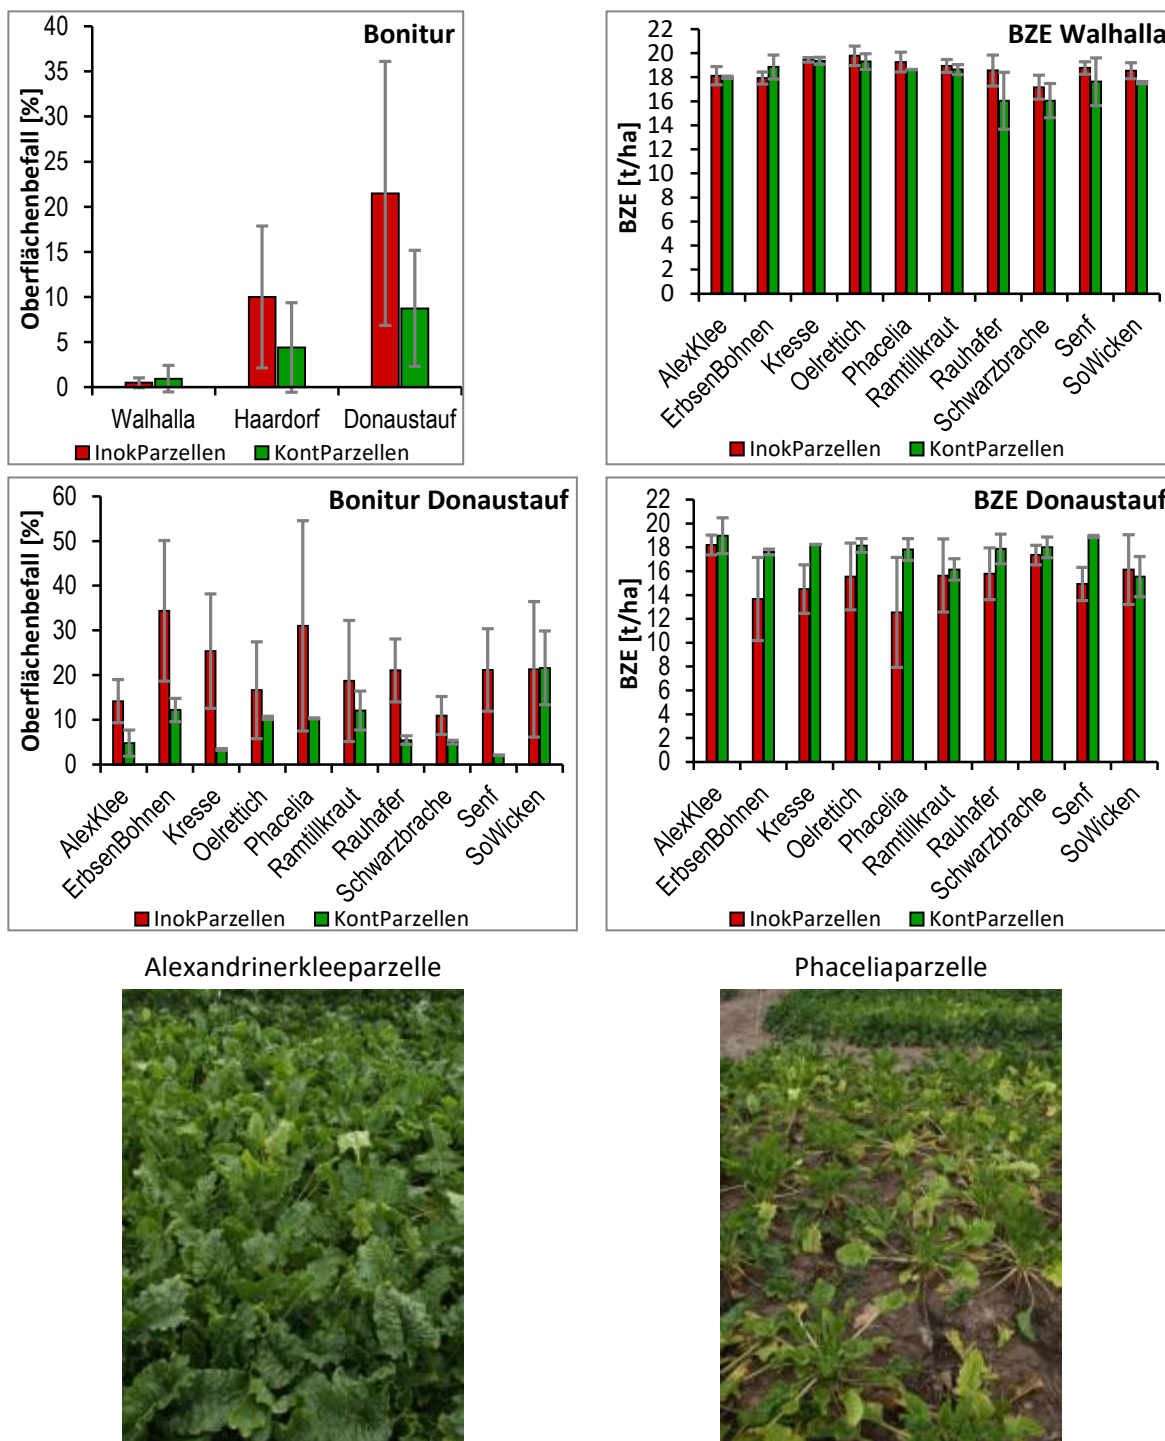 Bonitur
Oberflächenbefall [%]
40
35
30
25
20
15
10
5
0
Walhalla Haardorf Donaustauf
InokParzellen KontParzellen
BZE Walhalla
BZE [t/ha]
22
20
18
16
14
12
10
8
6
4
2
0
AlexKlee
ErbsenBohnen
Kresse
Oelrettich
Phacelia
Ramtillkraut
Rauhafer
Schwarzbrache
Senf
SoWicken
InokParzellen KontParzellen
Bonitur Donaustauf
Oberflächenbefall [%]
60
50
40
30
20
10
0
AlexKlee
ErbsenBohnen
Kresse
Oelrettich
Phacelia
Ramtillkraut
Rauhafer
Schwarzbrache
Senf
SoWicken
InokParzellen KontParzellen
BZE Donaustauf
BZE [t/ha]
22
20
18
16
14
12
10
8
6
4
2
0
AlexKlee
ErbsenBohnen
Kresse
Oelrettich
Phacelia
Ramtillkraut
Rauhafer
Schwarzbrache
Senf
SoWicken
InokParzellen KontParzellen
Alexandrinerkleeparzelle
Phaceliaparzelle